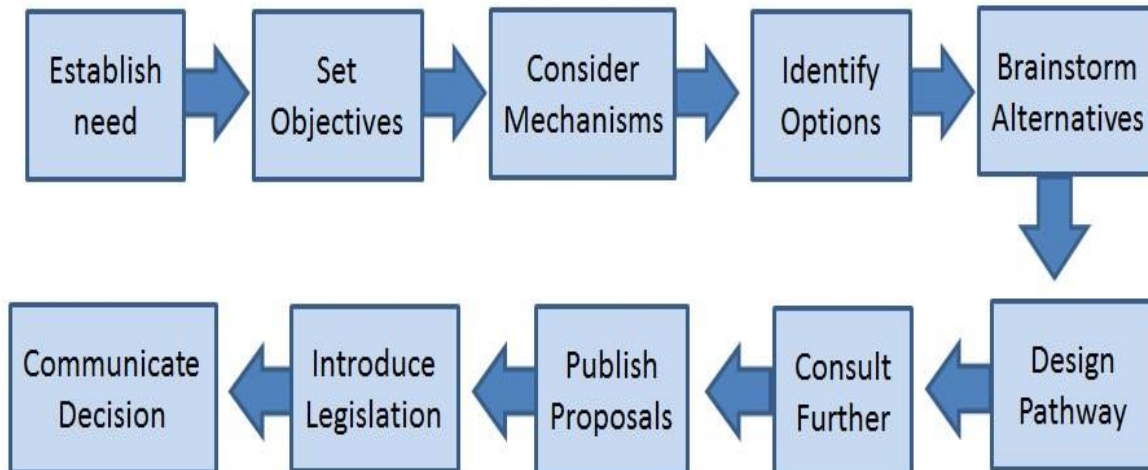 Establish
need
Set
Objectives
Consider
Mechanisms
Identify
Options
Brainstorm
Alternatives
Design
Pathway
Consult
Further
Publish
Proposals
Introduce
Legislation
Communicate
Decision